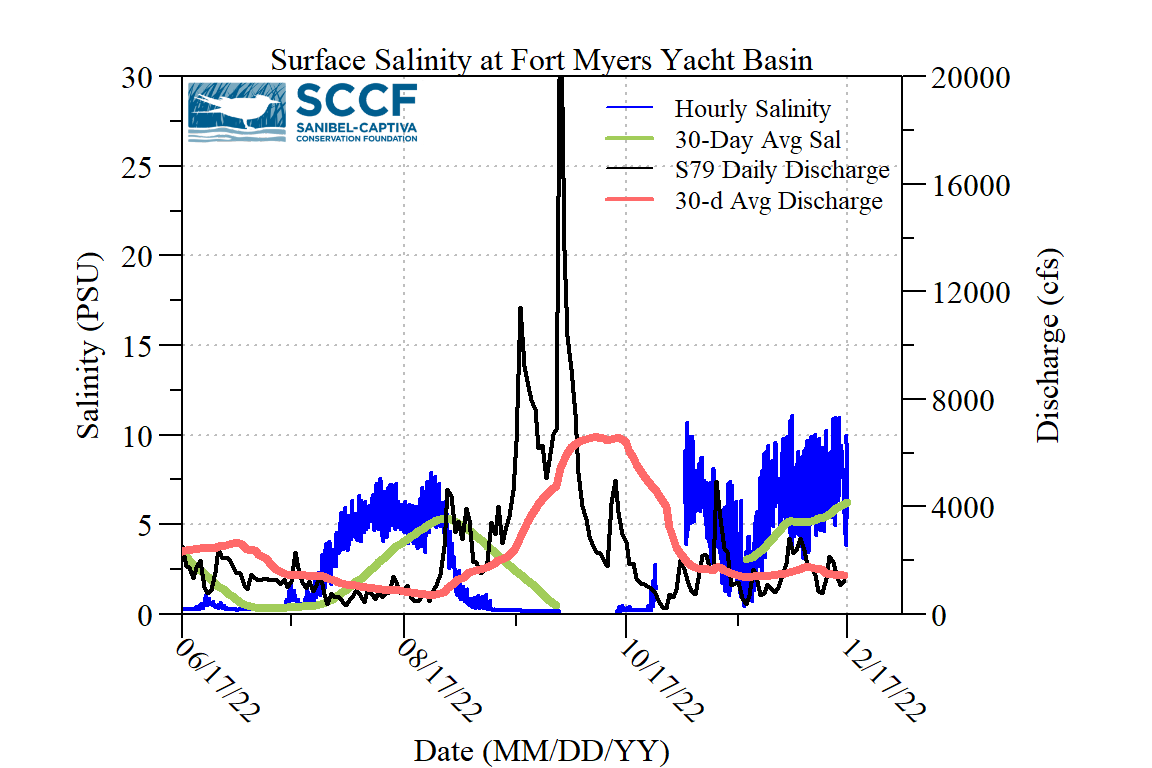 Surface Salinity at Fort Myers Yacht Basin
SCCF
SANIBEL-CAPTIVA
CONSERVATION FOUNDATION
Hourly Salinity
30-Day Avg Sal
S79 Daily Discharge
30-d Avg Discharge
Salinity (PSU)
30
25
20
15
10
5
0
20000
16000
12000
8000
4000
0
Discharge (cfs)
06/17/22
08/17/22
10/17/22
12/17/22
Date (MM/DD/YY)